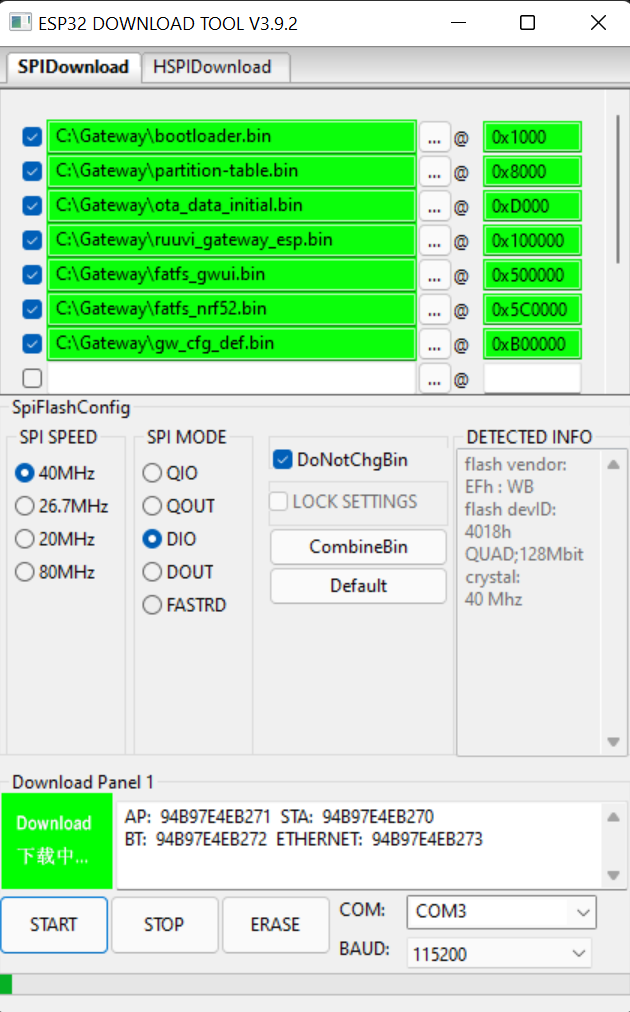 ESP32 DOWNLOAD TOOL V3.9.2
SPIDownload HSPIDownload
C:\Gateway\bootloader.bin ... @ 0x1000
C:\Gateway\partition-table.bin ... @ 0x8000
C:\Gateway\ota_data_initial.bin ... @ 0xD000
C:\Gateway\ruuvi_gateway_esp.bin ... @ 0x100000
C:\Gateway\fatfs_gwui.bin ... @ 0x500000
C:\Gateway\fatfs_nrf52.bin ... @ 0x5C0000
C:\Gateway\gw_cfg_def.bin ... @ 0xB00000
... @
SpiFlashConfig
SPI SPEED
40MHz
26.7MHz
20MHz
80MHz
SPI MODE
QIO
QOUT
DIO
DOUT
FASTRD
DoNotChgBin
LOCK SETTINGS
CombineBin
Default
DETECTED INFO
flash vendor:
EFh : WB
flash devID:
4018h
QUAD;128Mbit
crystal:
40 Mhz
Download Panel 1
Download
下载中...
AP: 94B97E4EB271 STA: 94B97E4EB270
BT: 94B97E4EB272 ETHERNET: 94B97E4EB273
START STOP ERASE
COM: COM3
BAUD: 115200